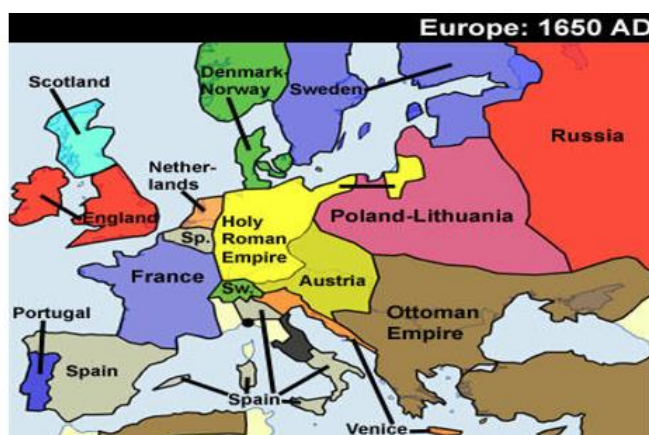 Europe: 1650 AD
Scotland
Denmark-
Norway
Sweden
Russia
Nether-
lands
England
Sp.
Holy
Roman
Empire
Poland-Lithuania
France
Austria
Sw.
Portugal
Ottoman
Empire
Spain
Spain
Venice